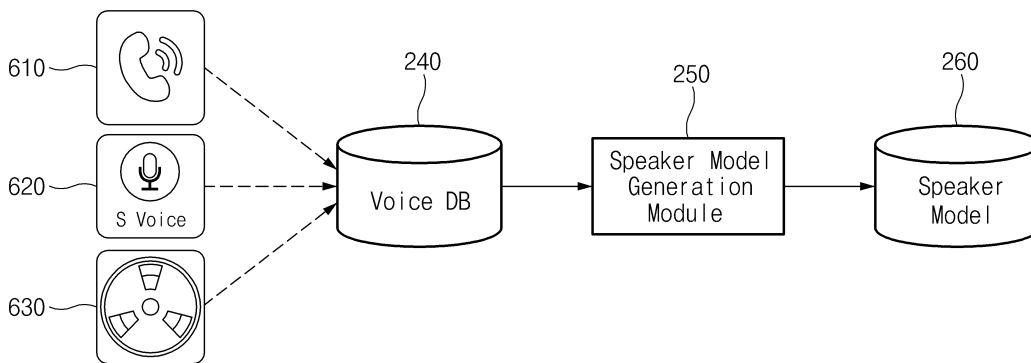 610
620
S Voice
630
240
Voice DB
250
Speaker Model
Generation
Module
260
Speaker
Model